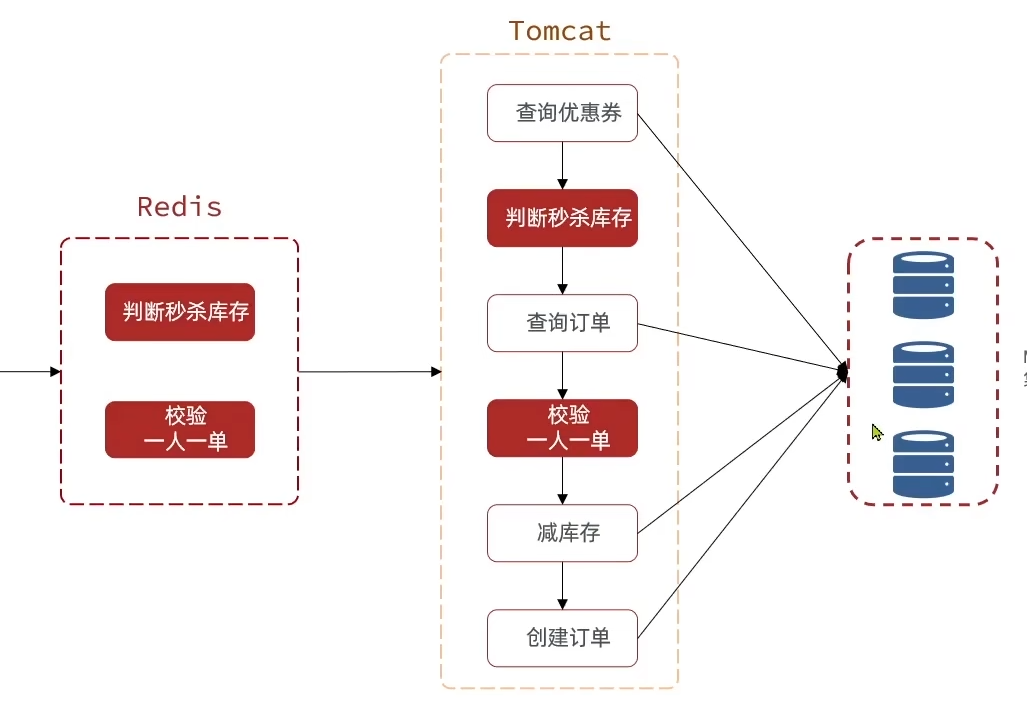 Tomcat
查询优惠券
判断秒杀库存
查询订单
校验
一人一单
减库存
创建订单
Redis
判断秒杀库存
校验
一人一单